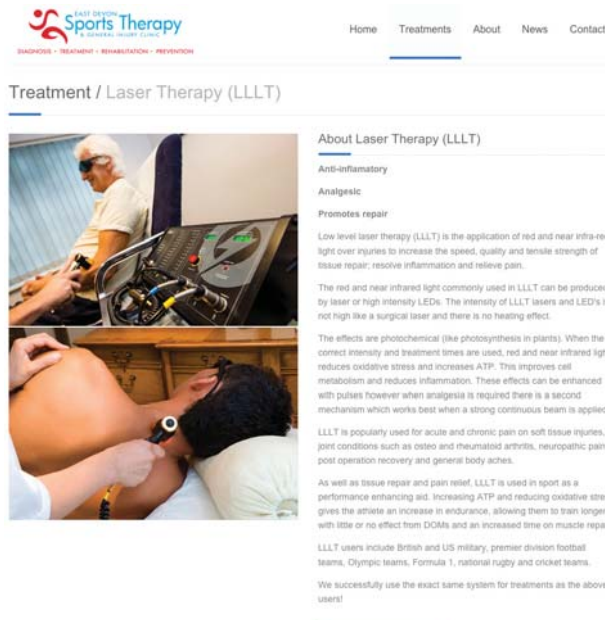 EAST DEVON
Sports Therapy
& GENERAL INJURY CLINIC
DIAGNOSIS • TREATMENT • REHABILITATION • PREVENTION
Home Treatments About News Contact
Treatment / Laser Therapy (LLLT)
About Laser Therapy (LLLT)
Anti-inflamatory
Analgesic
Promotes repair
Low level laser therapy (LLLT) is the application of red and near infra-red
light over injuries to increase the speed, quality and tensile strength of
tissue repair; resolve inflammation and relieve pain.
The red and near infrared light commonly used in LLLT can be produced
by laser or high intensity LEDs. The intensity of LLLT lasers and LED's i
not high like a surgical laser and there is no heating effect.
The effects are photochemical (like photosynthesis in plants). When the
correct intensity and treatment times are used, red and near infrared ligh
reduces oxidative stress and increases ATP. This improves cell
metabolism and reduces inflammation. These effects can be enhanced
with pulses however when analgesia is required there is a second
mechanism which works best when a strong continuous beam is applied
LLLT is popularly used for acute and chronic pain on soft tissue injuries,
joint conditions such as osteo and rheumatoid arthritis, neuropathic pain
post operation recovery and general body aches.
As well as tissue repair and pain relief, LLLT is used in sport as a
performance enhancing aid. Increasing ATP and reducing oxidative stre
gives the athlete an increase in endurance, allowing them to train longer
with little or no effect from DOMs and an increased time on muscle repa
LLLT users include British and US military, premier division football
teams, Olympic teams, Formula 1, national rugby and cricket teams.
We successfully use the exact same system for treatments as the above
users!